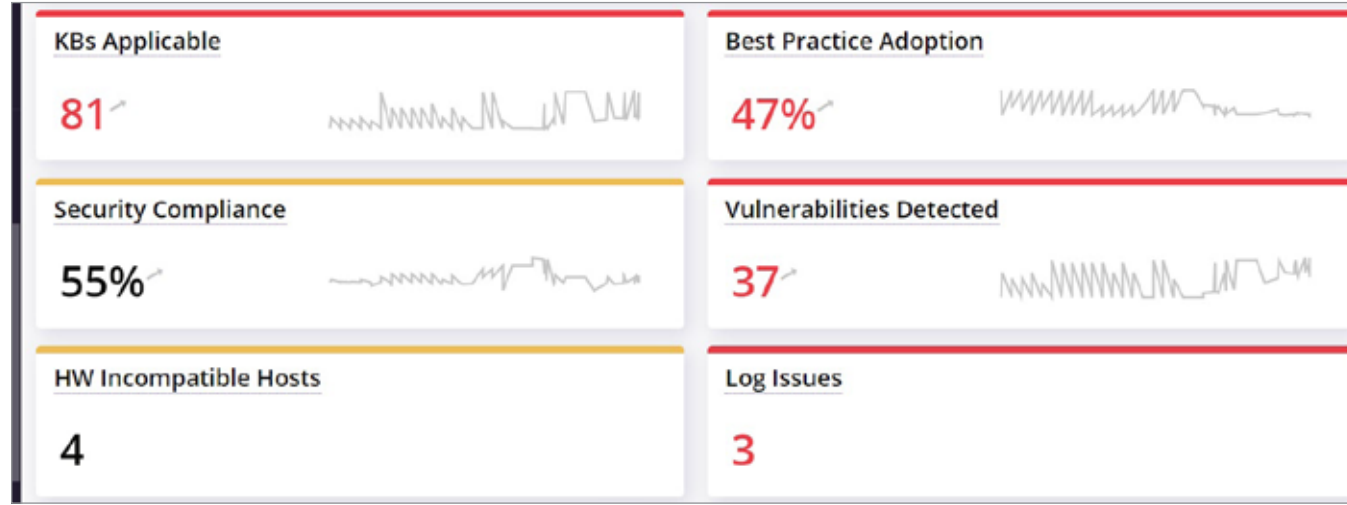 KBs Applicable
81
Best Practice Adoption
47%
Security Compliance
55%
Vulnerabilities Detected
37
HW Incompatible Hosts
4
Log Issues
3